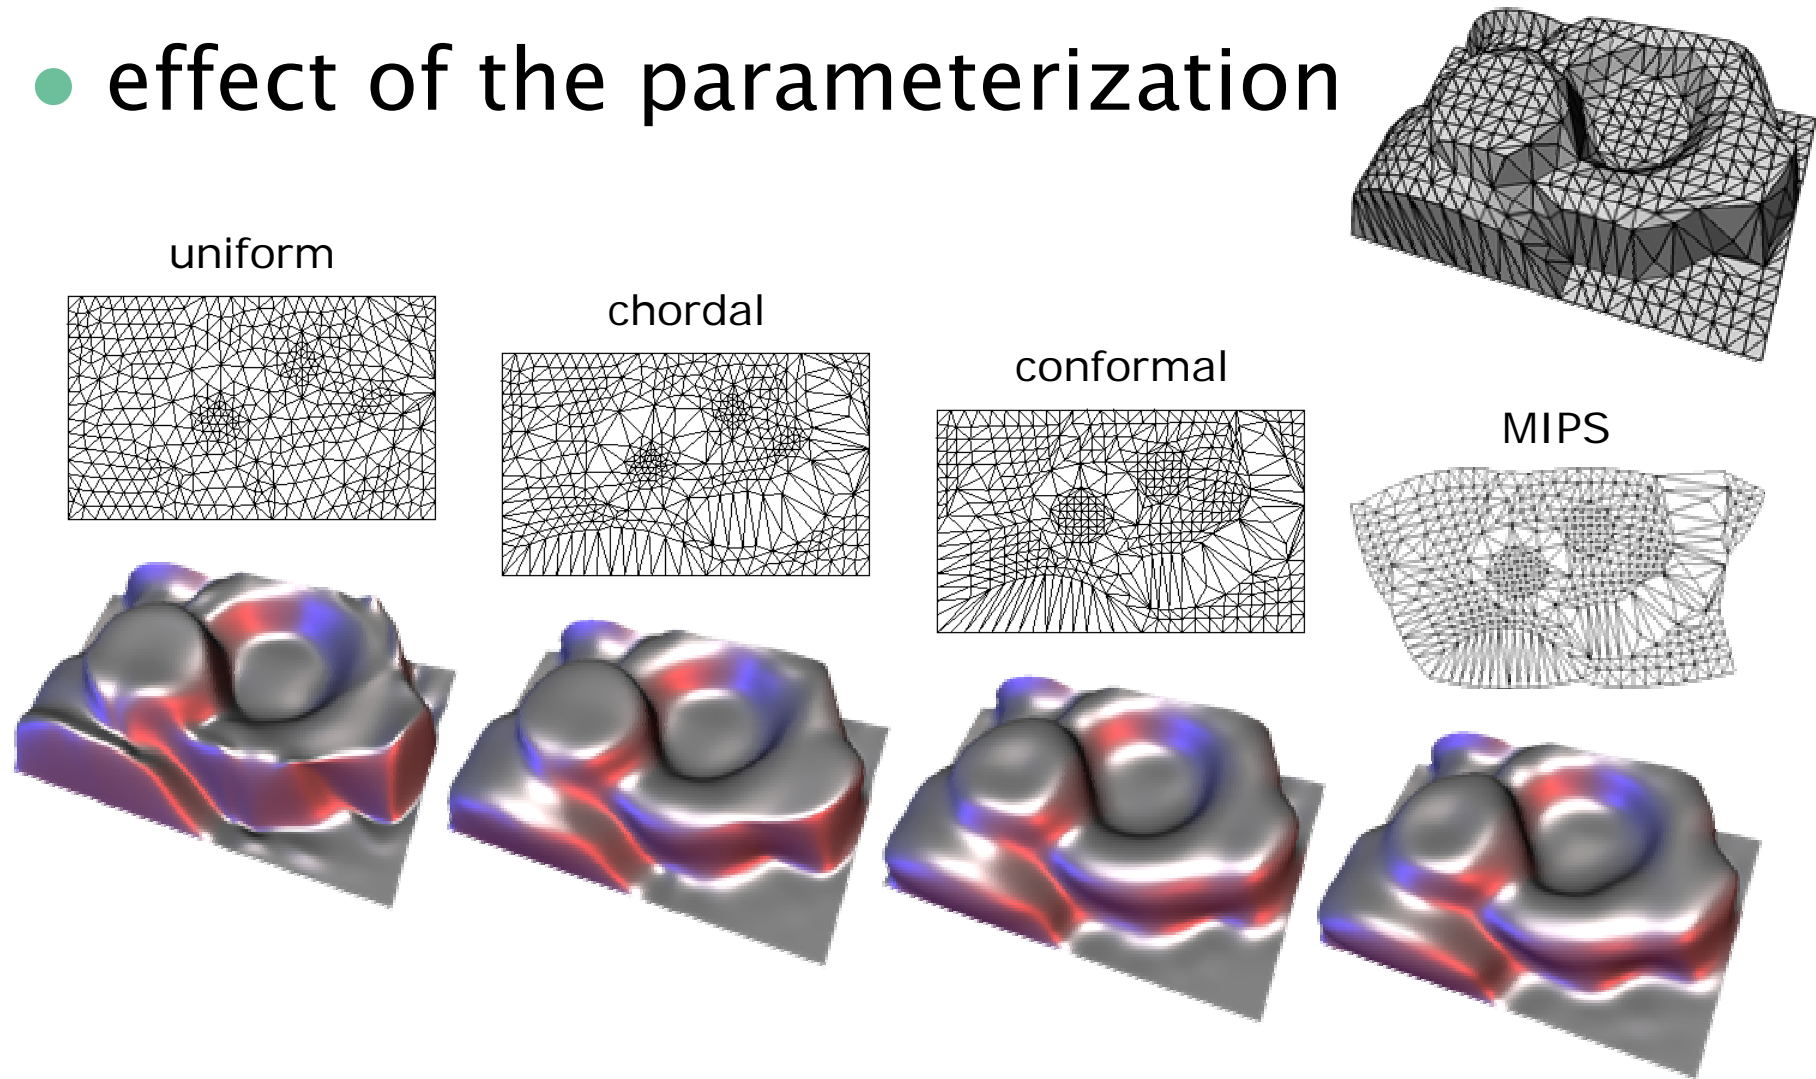 • effect of the parameterization
uniform
chordal
conformal
MIPS